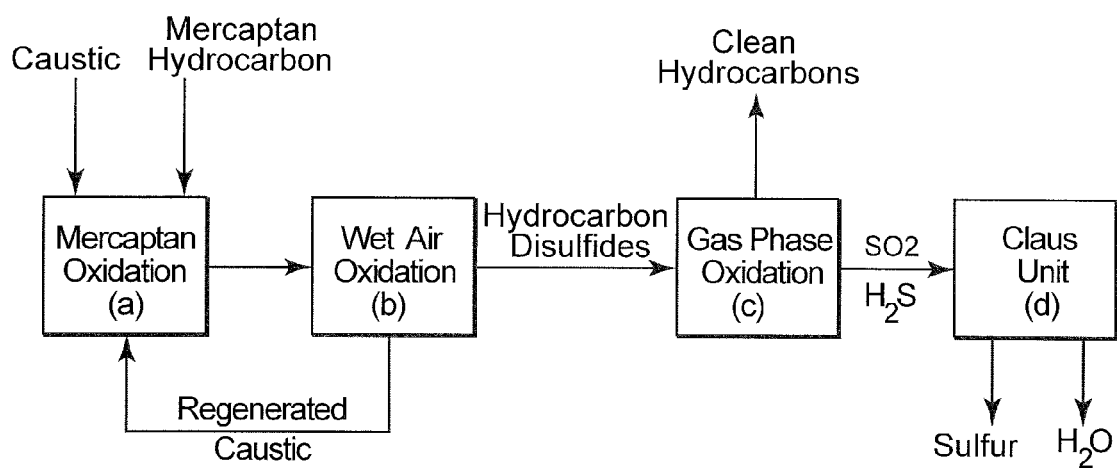 Caustic
Mercaptan
Hydrocarbon
Clean
Hydrocarbons
Mercaptan
Oxidation
(a)
Wet Air
Oxidation
(b)
Hydrocarbon
Disulfides
Gas Phase
Oxidation
(c)
SO2
H₂S
Claus
Unit
(d)
Regenerated
Caustic
Sulfur
H₂O